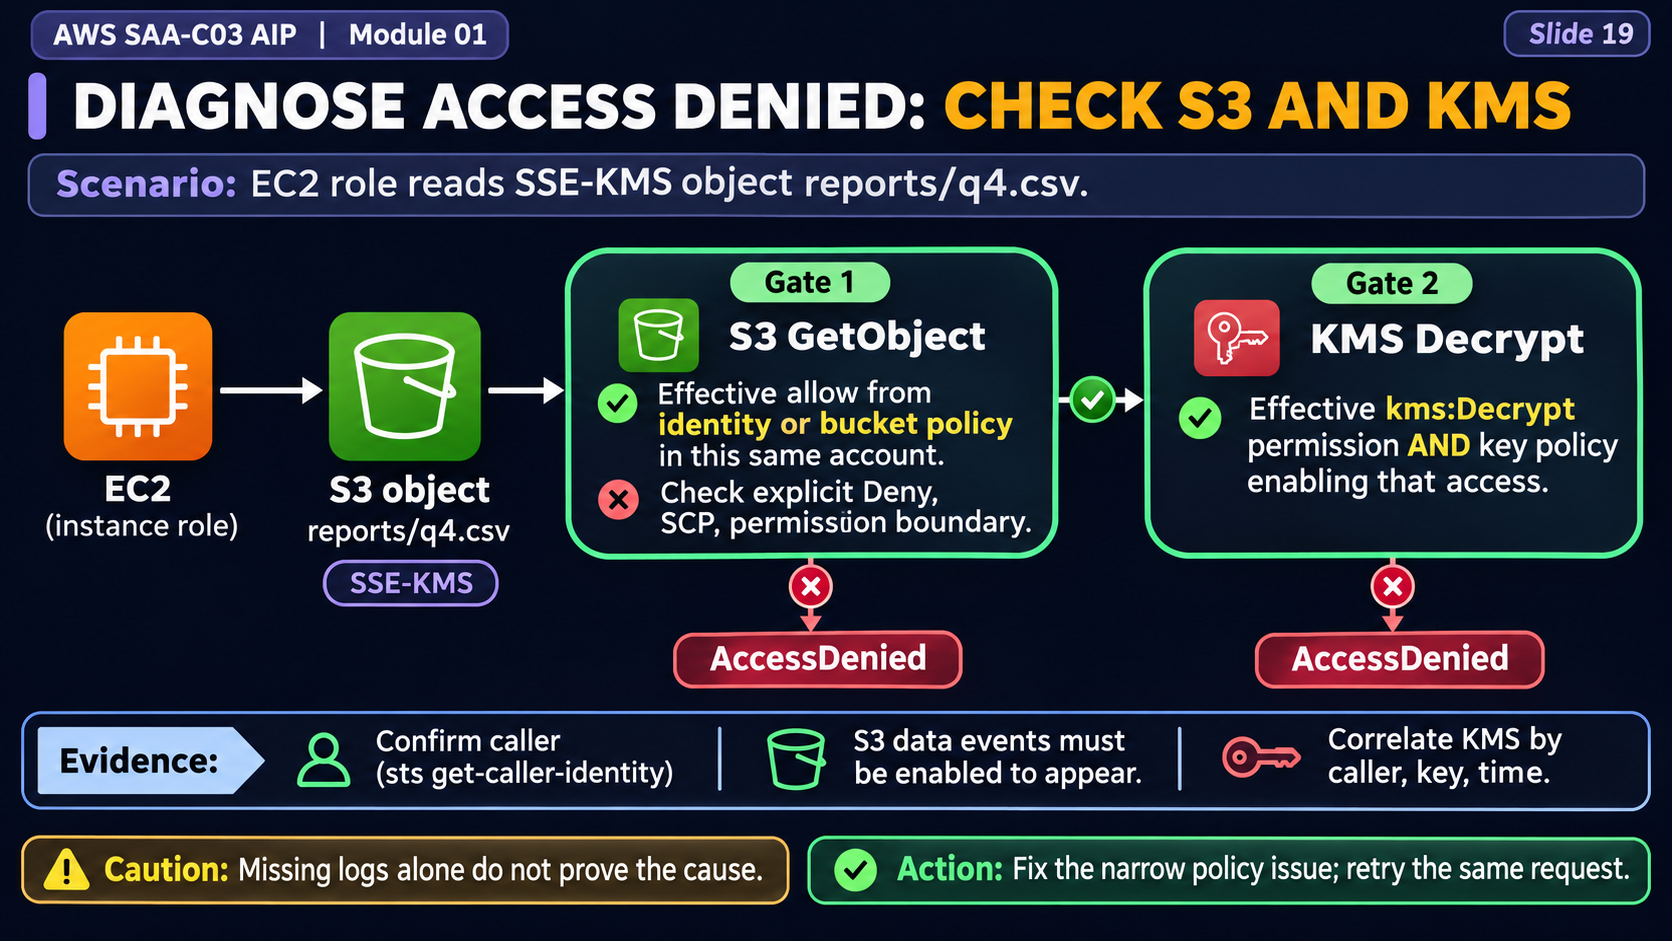 AWS SAA-C03 AIP | Module 01
Slide 19
DIAGNOSE ACCESS DENIED: CHECK S3 AND KMS
Scenario: EC2 role reads SSE-KMS object reports/q4.csv.
EC2
(instance role)
S3 object
reports/q4.csv
SSE-KMS
Gate 1
S3 GetObject
Effective allow from
identity or bucket policy
in this same account.
Check explicit Deny,
SCP, permission boundary.
AccessDenied
Gate 2
KMS Decrypt
Effective kms:Decrypt
permission AND key policy
enabling that access.
AccessDenied
Evidence:
Confirm caller
(sts get-caller-identity)
S3 data events must
be enabled to appear.
Correlate KMS by
caller, key, time.
Caution: Missing logs alone do not prove the cause.
Action: Fix the narrow policy issue; retry the same request.